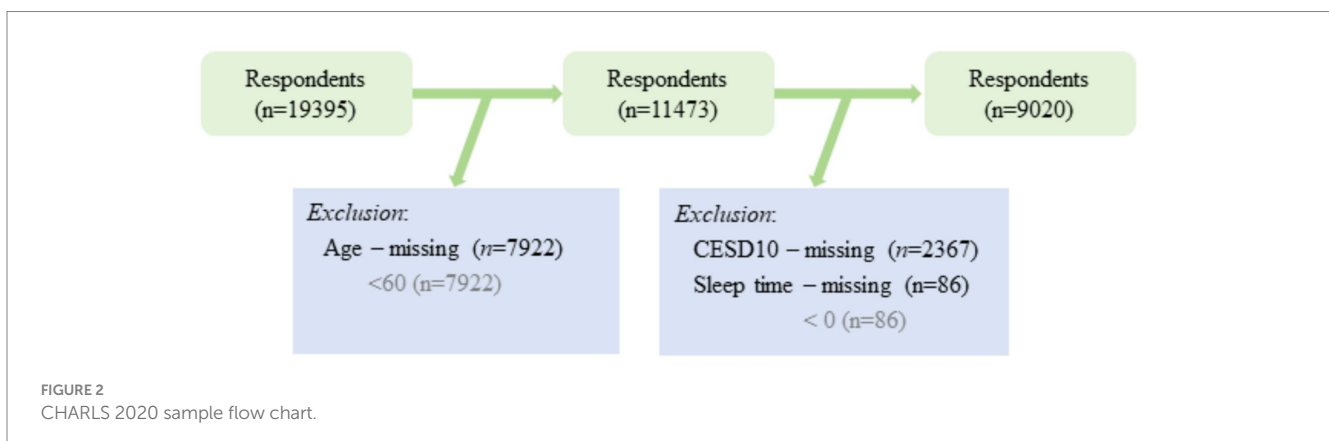 Respondents
(n=19395)
Respondents
(n=11473)
Respondents
(n=9020)
Exclusion:
Age – missing (n=7922)
<60 (n=7922)
Exclusion:
CESD10 – missing (n=2367)
Sleep time – missing (n=86)
< 0 (n=86)
FIGURE 2
CHARLS 2020 sample flow chart.